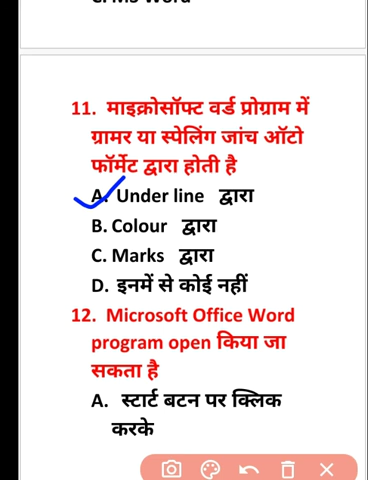 11. माइक्रोसॉफ्ट वर्ड प्रोग्राम में
ग्रामर या स्पेलिंग जांच ऑटो
फॉर्मेट द्वारा होती है
A. Under line द्वारा
B. Colour द्वारा
C. Marks द्वारा
D. इनमें से कोई नहीं
12. Microsoft Office Word
program open किया जा
सकता है
A. स्टार्ट बटन पर क्लिक
करके